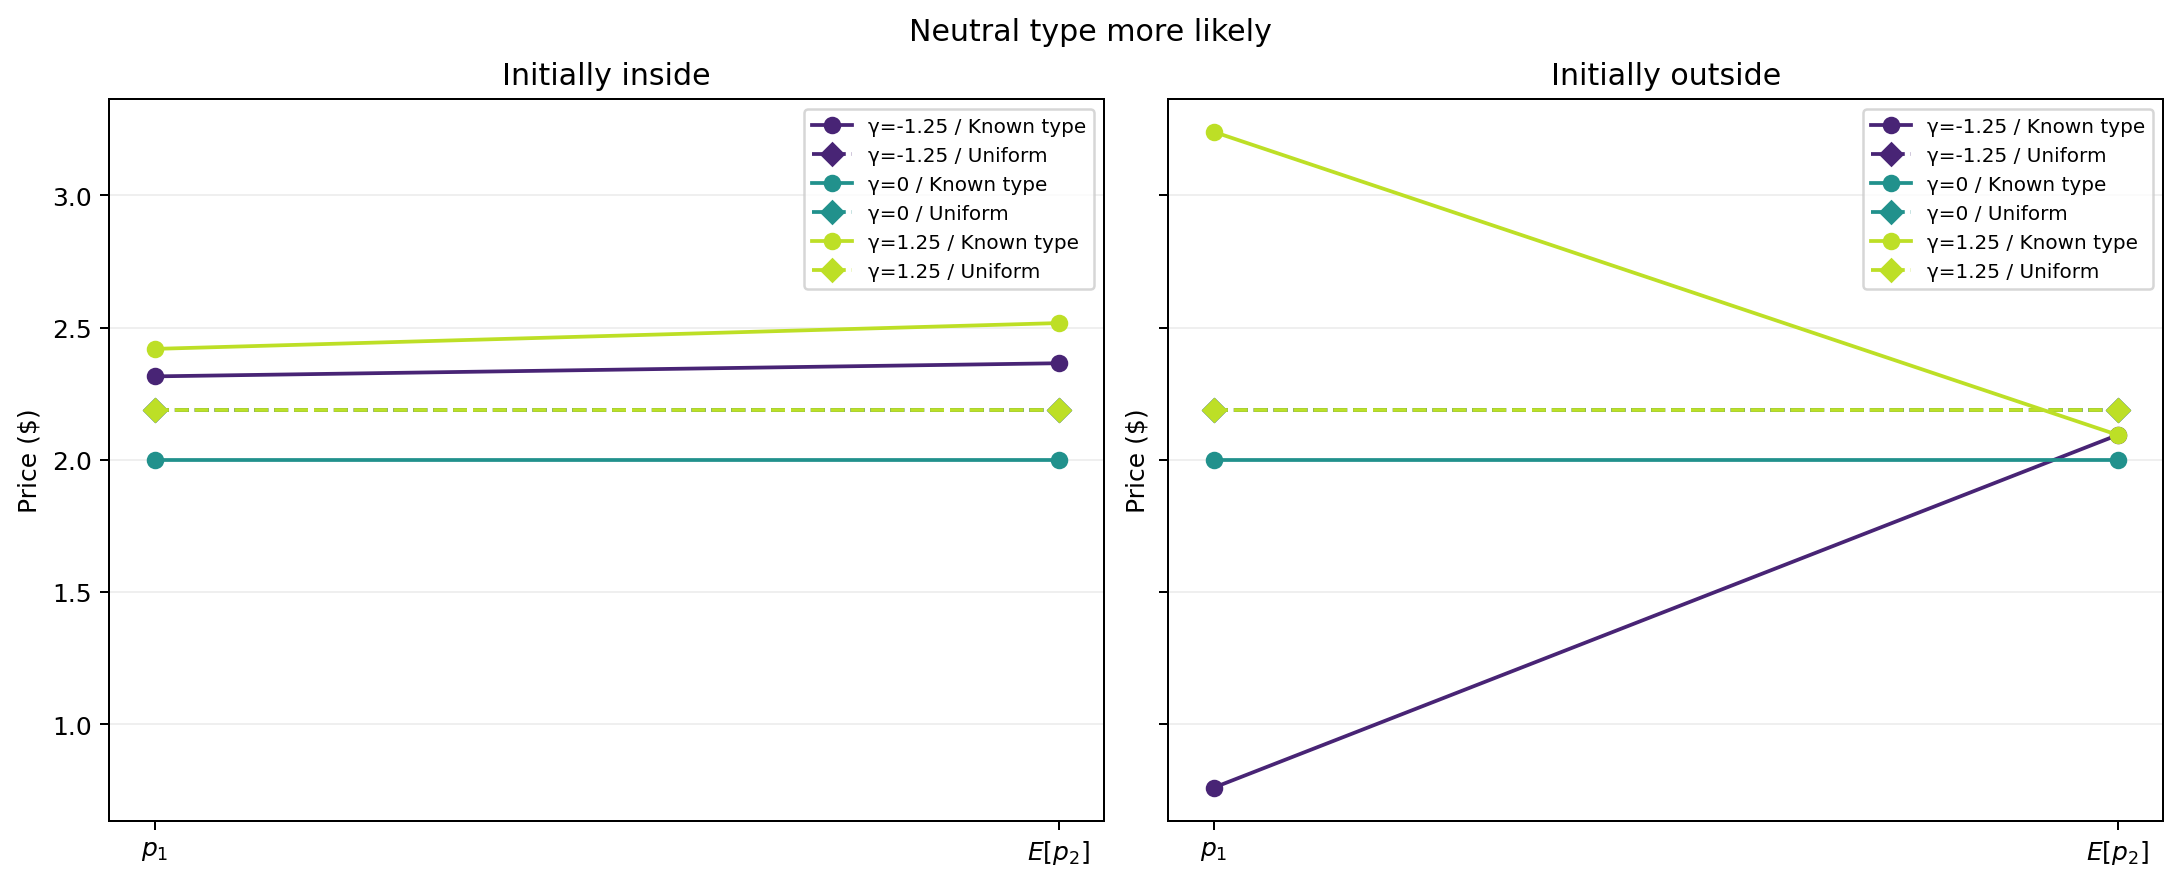 Neutral type more likely
Initially inside
γ=-1.25 / Known type
γ=-1.25 / Uniform
γ=0 / Known type
γ=0 / Uniform
γ=1.25 / Known type
γ=1.25 / Uniform
3.0
2.5
2.0
1.5
1.0
Price ($)
p₁
E[p₂]
Initially outside
γ=-1.25 / Known type
γ=-1.25 / Uniform
γ=0 / Known type
γ=0 / Uniform
γ=1.25 / Known type
γ=1.25 / Uniform
Price ($)
p₁
E[p₂]